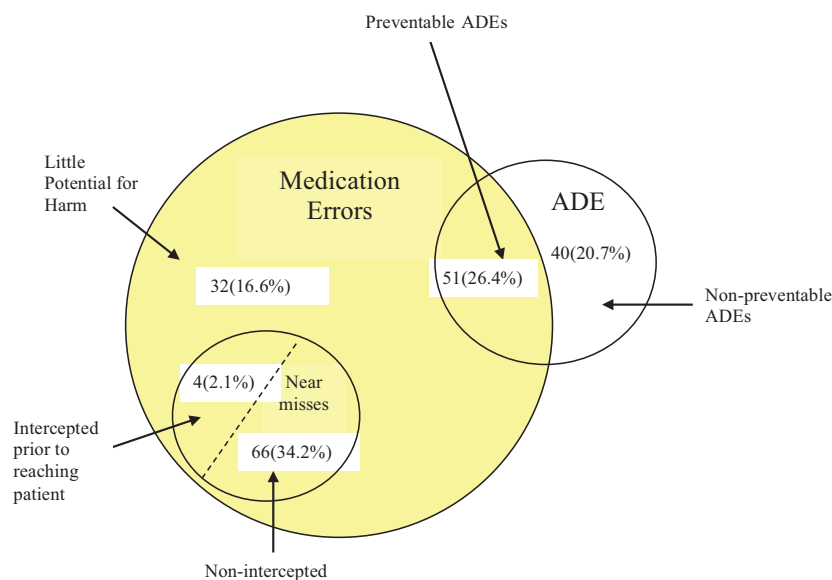 Preventable ADEs
Little
Potential for
Harm
Medication
Errors
ADE
40(20.7%)
51(26.4%)
32(16.6%)
Non-preventable
ADEs
4(2.1%)
Near
misses
66(34.2%)
Intercepted
prior to
reaching
patient
Non-intercepted